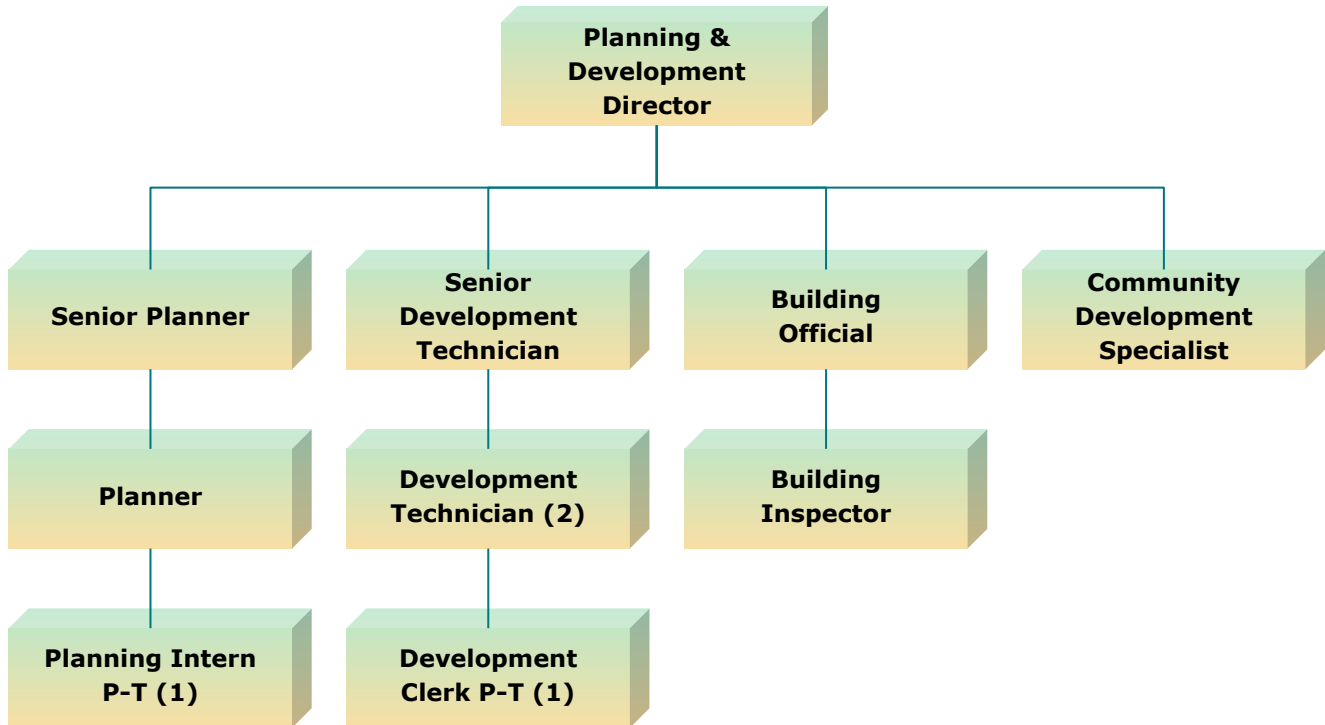 Planning &
Development
Director
Senior Planner
Senior
Development
Technician
Building
Official
Community
Development
Specialist
Planner
Development
Technician (2)
Building
Inspector
Planning Intern
P-T (1)
Development
Clerk P-T (1)